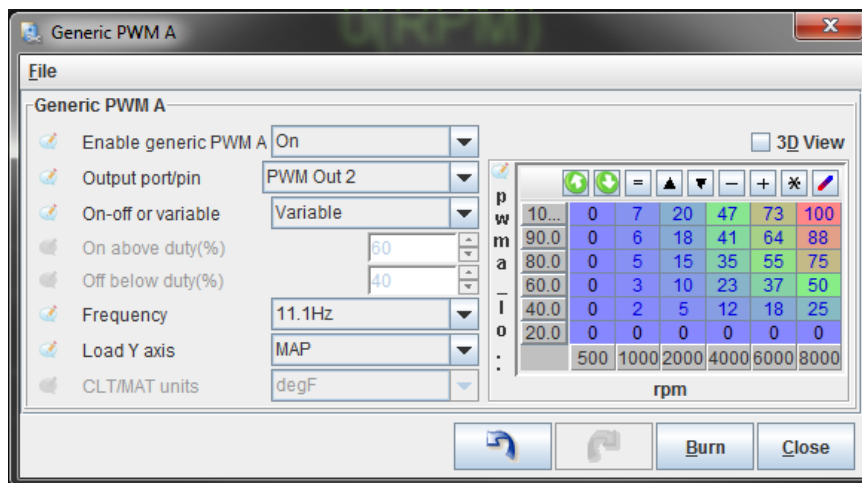 Generic PWM A
File
Generic PWM A
Enable generic PWM A On
3D View
Output port/pin PWM Out 2
On-off or variable Variable
On above duty(%) 60
Off below duty(%) 40
Frequency 11.1Hz
Load Y axis MAP
CLT/MAT units degF
pwma_lo:
= - + *
10... 0 7 20 47 73 100
90.0 0 6 18 41 64 88
80.0 0 5 15 35 55 75
60.0 0 3 10 23 37 50
40.0 0 2 5 12 18 25
20.0 0 0 0 0 0 0
500 1000 2000 4000 6000 8000
rpm
Burn Close